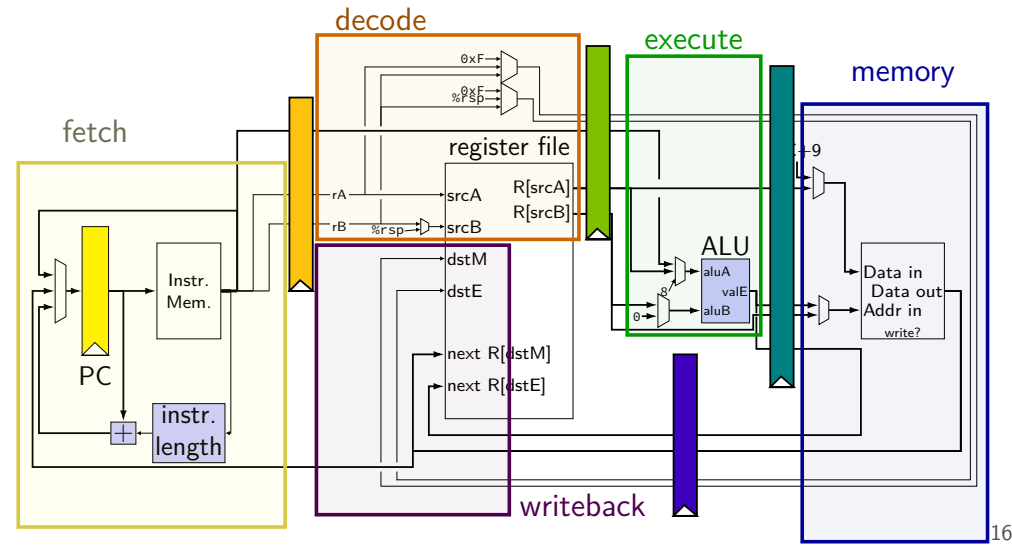 decode
execute
memory
fetch
0xF
0xF
%rsp
register file
+9
rA
srcA
R[srcA]
R[srcB]
rB
%rsp
srcB
dstM
dstE
ALU
aluA
valE
aluB
8
0
Instr.
Mem.
Data in
Data out
Addr in
write?
next R[dstM]
next R[dstE]
PC
+
instr.
length
writeback
16